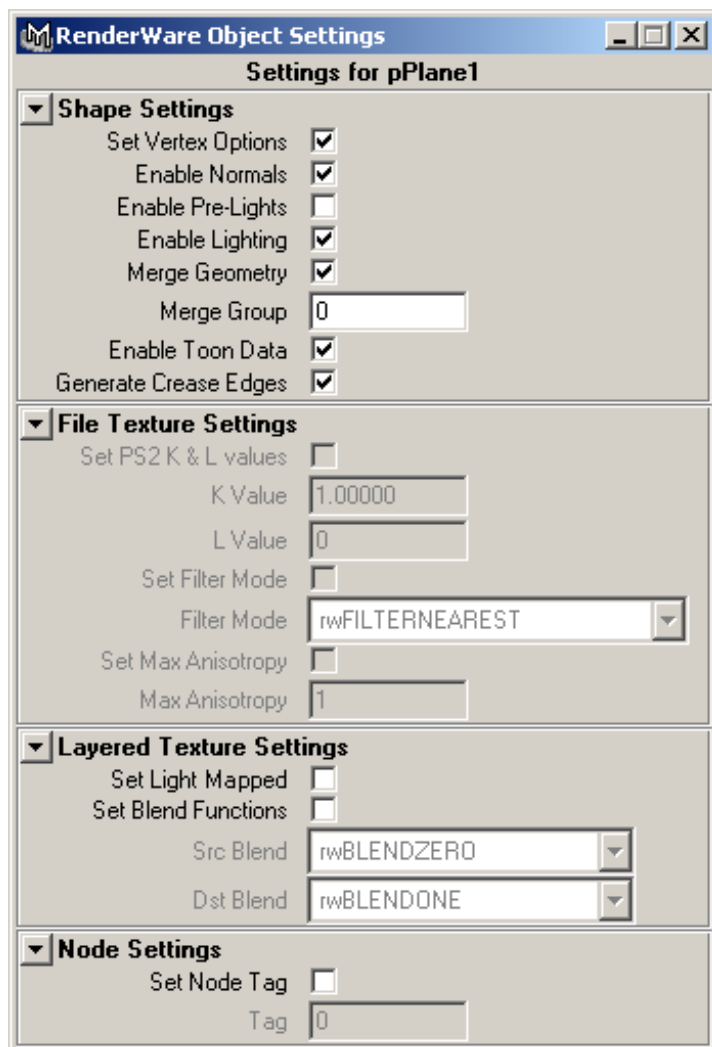 RenderWare Object Settings
Settings for pPlane1
Shape Settings
Set Vertex Options
Enable Normals
Enable Pre-Lights
Enable Lighting
Merge Geometry
Merge Group 0
Enable Toon Data
Generate Crease Edges
File Texture Settings
Set PS2 K & L values
K Value 1.00000
L Value 0
Set Filter Mode
Filter Mode rwFILTERNEAREST
Set Max Anisotropy
Max Anisotropy 1
Layered Texture Settings
Set Light Mapped
Set Blend Functions
Src Blend rwBLENDZERO
Dst Blend rwBLENDONE
Node Settings
Set Node Tag
Tag 0